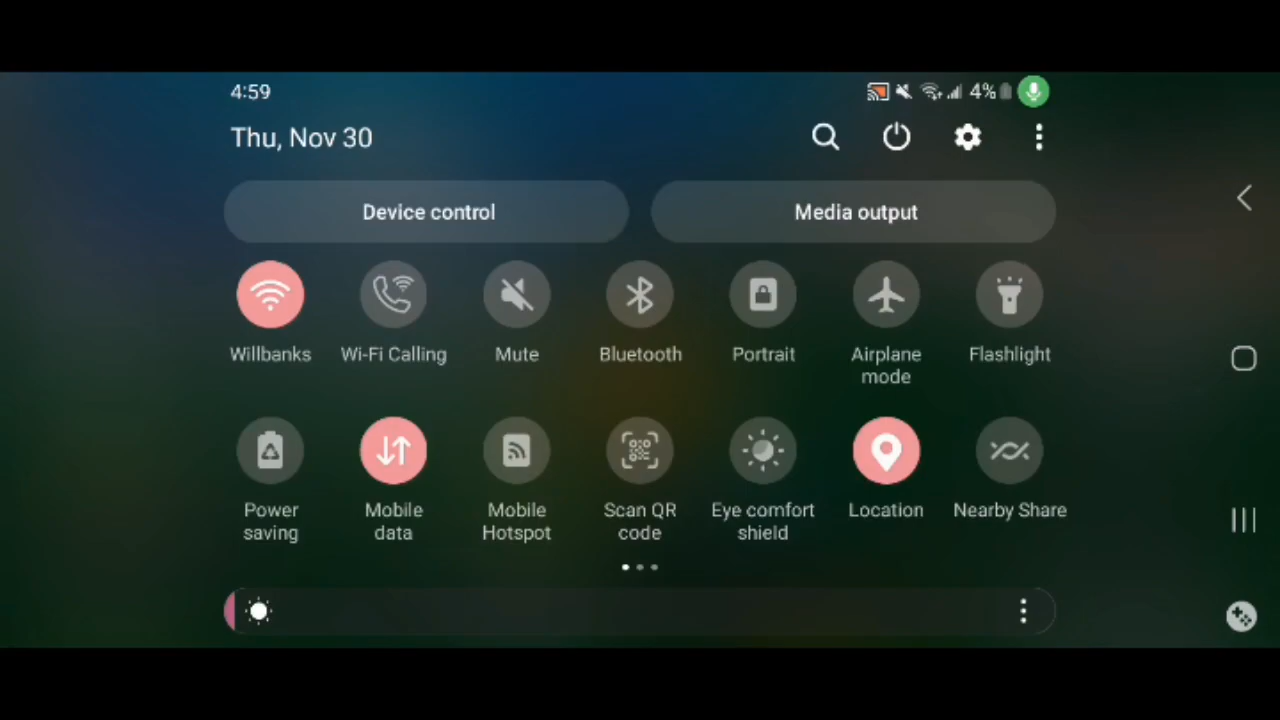 4:59
4%
Thu, Nov 30
Device control
Media output
Willbanks
Wi-Fi Calling
Mute
Bluetooth
Portrait
Airplane
mode
Flashlight
Power
saving
Mobile
data
Mobile
Hotspot
Scan QR
code
Eye comfort
shield
Location
Nearby Share